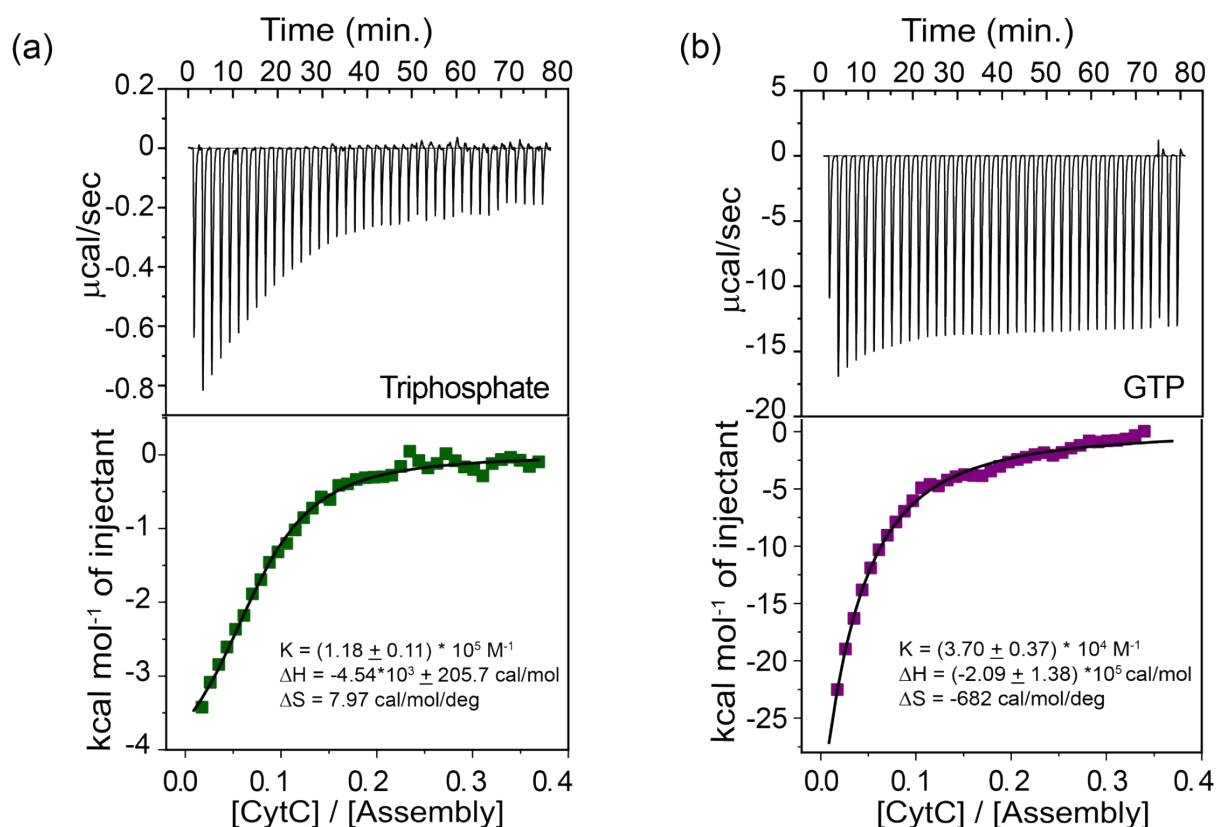 (a)
Time (min.)
0 10 20 30 40 50 60 70 80
0.2
0
-0.2
-0.4
-0.6
-0.8
μcal/sec
Triphosphate
0
-1
-2
-3
-4
kcal mol⁻¹ of injectant
K = (1.18 ± 0.11) * 10⁵ M⁻¹
ΔH = -4.54*10³ ± 205.7 cal/mol
ΔS = 7.97 cal/mol/deg
0.0 0.1 0.2 0.3 0.4
[CytC] / [Assembly]
(b)
Time (min.)
0 10 20 30 40 50 60 70 80
5
0
-5
-10
-15
-20
μcal/sec
GTP
0
-5
-10
-15
-20
-25
kcal mol⁻¹ of injectant
K = (3.70 ± 0.37) * 10⁴ M⁻¹
ΔH = (-2.09 ± 1.38) * 10⁵ cal/mol
ΔS = -682 cal/mol/deg
0.0 0.1 0.2 0.3 0.4
[CytC] / [Assembly]